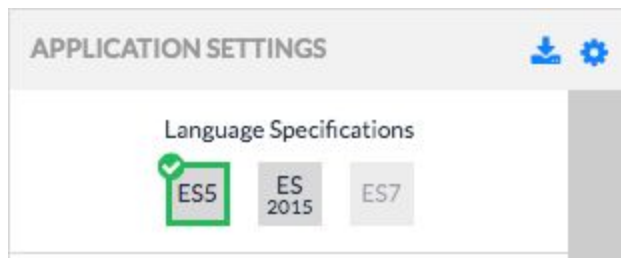 APPLICATION SETTINGS
Language Specifications
ES5
ES
2015
ES7